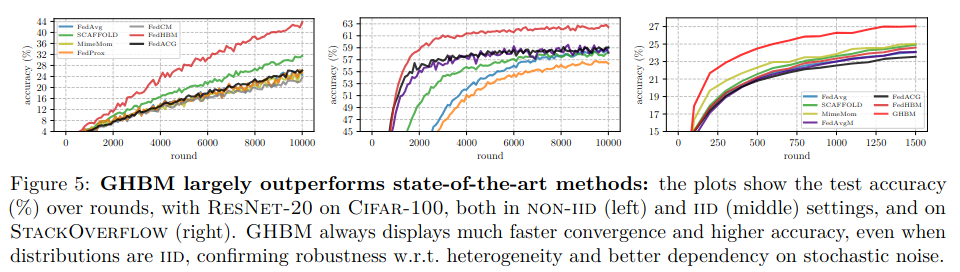 44
40
36
32
28
24
20
16
12
8
4
accuracy (%)
0 2000 4000 6000 8000 10000
round
FedAvg FedCM
SCAFFOLD FedHBM
MimeMom FedACG
FedProx
63
61
59
57
55
53
51
49
47
45
accuracy (%)
0 2000 4000 6000 8000 10000
round
27
25
23
21
19
17
15
accuracy (%)
0 250 500 750 1000 1250 1500
round
FedAvg FedACG
SCAFFOLD FedHBM
MimeMom GHBM
FedAvgM
Figure 5: GHBM largely outperforms state-of-the-art methods: the plots show the test accuracy
(%) over rounds, with RESNET-20 on CIFAR-100, both in NON-IID (left) and IID (middle) settings, and on
STACKOVERFLOW (right). GHBM always displays much faster convergence and higher accuracy, even when
distributions are IID, confirming robustness w.r.t. heterogeneity and better dependency on stochastic noise.